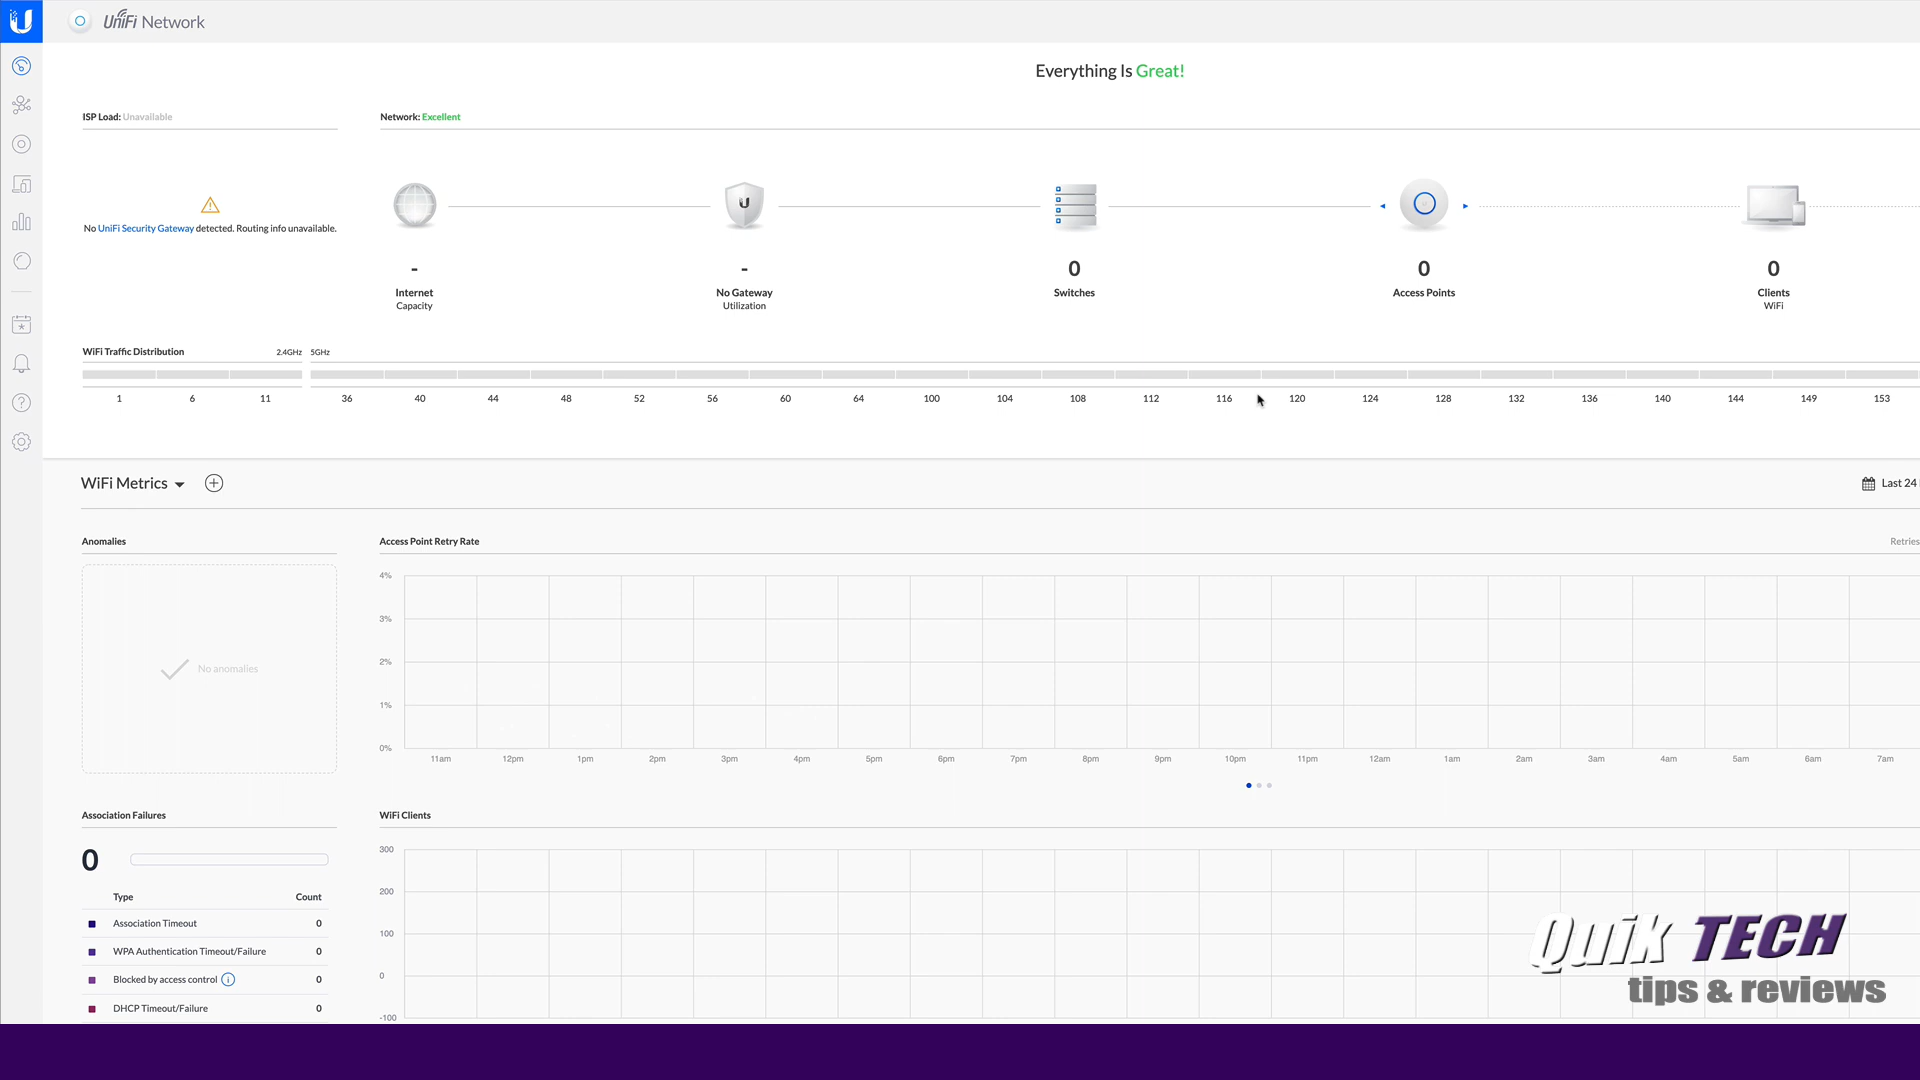 UniFi Network
Everything Is Great!
ISP Load: Unavailable
Network: Excellent
No UniFi Security Gateway detected. Routing info unavailable.
- - 0 0 0
Internet No Gateway Switches Access Points Clients
Capacity Utilization WiFi
WiFi Traffic Distribution 2.4GHz 5GHz
1 6 11 36 40 44 48 52 56 60 64 100 104 108 112 116 120 124 128 132 136 140 144 149 153
WiFi Metrics
Last 24
Anomalies
No anomalies
Access Point Retry Rate
Retries
4%
3%
2%
1%
0%
11am 12pm 1pm 2pm 3pm 4pm 5pm 6pm 7pm 8pm 9pm 10pm 11pm 12am 1am 2am 3am 4am 5am 6am 7am
Association Failures
0
Type Count
Association Timeout 0
WPA Authentication Timeout/Failure 0
Blocked by access control 0
DHCP Timeout/Failure 0
WiFi Clients
300
200
100
0
-100
Quik TECH
tips & reviews